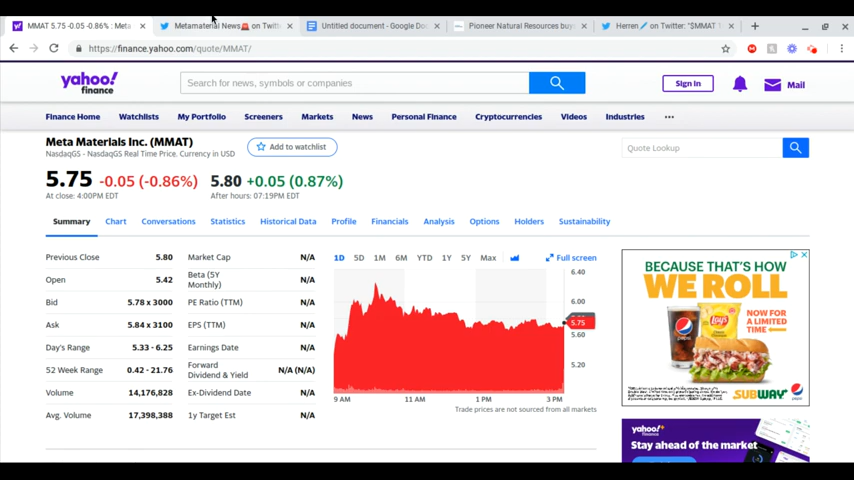 MMAT 5.75 -0.05 -0.86% : Meta
Metamaterial News🚨 on Twitt
Untitled document - Google Doc
Pioneer Natural Resources buy
Herren🖊 on Twitter: "$MMAT 1
https://finance.yahoo.com/quote/MMAT/
yahoo!
finance
Search for news, symbols or companies
Sign in
Mail
Finance Home Watchlists My Portfolio Screeners Markets News Personal Finance Cryptocurrencies Videos Industries ...
Meta Materials Inc. (MMAT)
NasdaqGS - NasdaqGS Real Time Price. Currency in USD
Add to watchlist
Quote Lookup
5.75 -0.05 (-0.86%) 5.80 +0.05 (0.87%)
At close: 4:00PM EDT After hours: 07:19PM EDT
Summary Chart Conversations Statistics Historical Data Profile Financials Analysis Options Holders Sustainability
Previous Close 5.80
Open 5.42
Bid 5.78 x 3000
Ask 5.84 x 3100
Day's Range 5.33 - 6.25
52 Week Range 0.42 - 21.76
Volume 14,176,828
Avg. Volume 17,398,388
Market Cap N/A
Beta (5Y
Monthly) N/A
PE Ratio (TTM) N/A
EPS (TTM) N/A
Earnings Date N/A
Forward
Dividend & Yield N/A (N/A)
Ex-Dividend Date N/A
1y Target Est N/A
1D 5D 1M 6M YTD 1Y 5Y Max Full screen
6.40
6.00
5.75
5.60
5.20
9 AM 11 AM 1 PM 3 PM
Trade prices are not sourced from all markets
BECAUSE THAT'S HOW
WE ROLL
NOW FOR
A LIMITED
TIME
pepsi
Lay's
SUBWAY
pepsi
yahoo!
finance
Stay ahead of the market